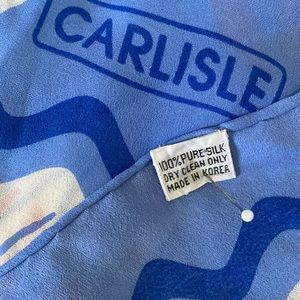 CARLISLE
100% PURE SILK
DRY CLEAN ONLY
MADE IN KOREA